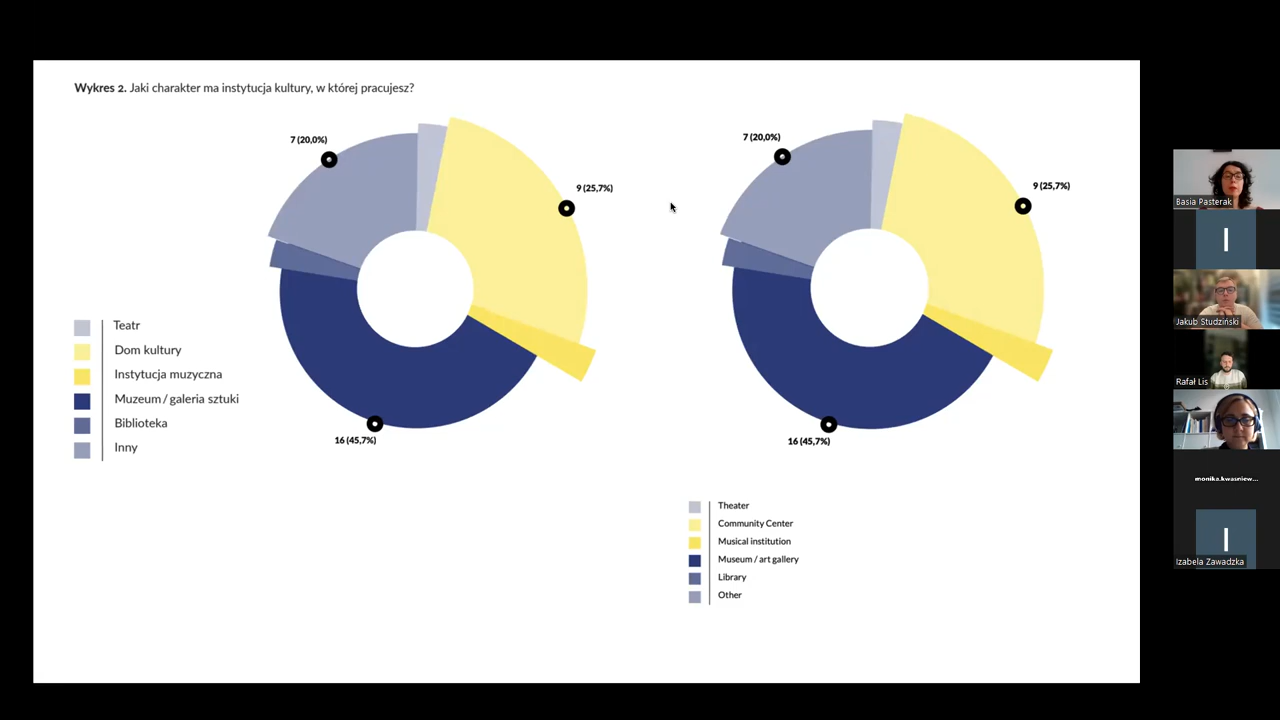 Wykres 2. Jaki charakter ma instytucja kultury, w której pracujesz?
7 (20,0%)
9 (25,7%)
16 (45,7%)
Teatr
Dom kultury
Instytucja muzyczna
Muzeum / galeria sztuki
Biblioteka
Inny
7 (20,0%)
9 (25,7%)
16 (45,7%)
Theater
Community Center
Musical institution
Museum / art gallery
Library
Other
Basia Pasterak
I
Jakub Studziński
Rafał Lis
monika.kwasniew...
I
Izabela Zawadzka